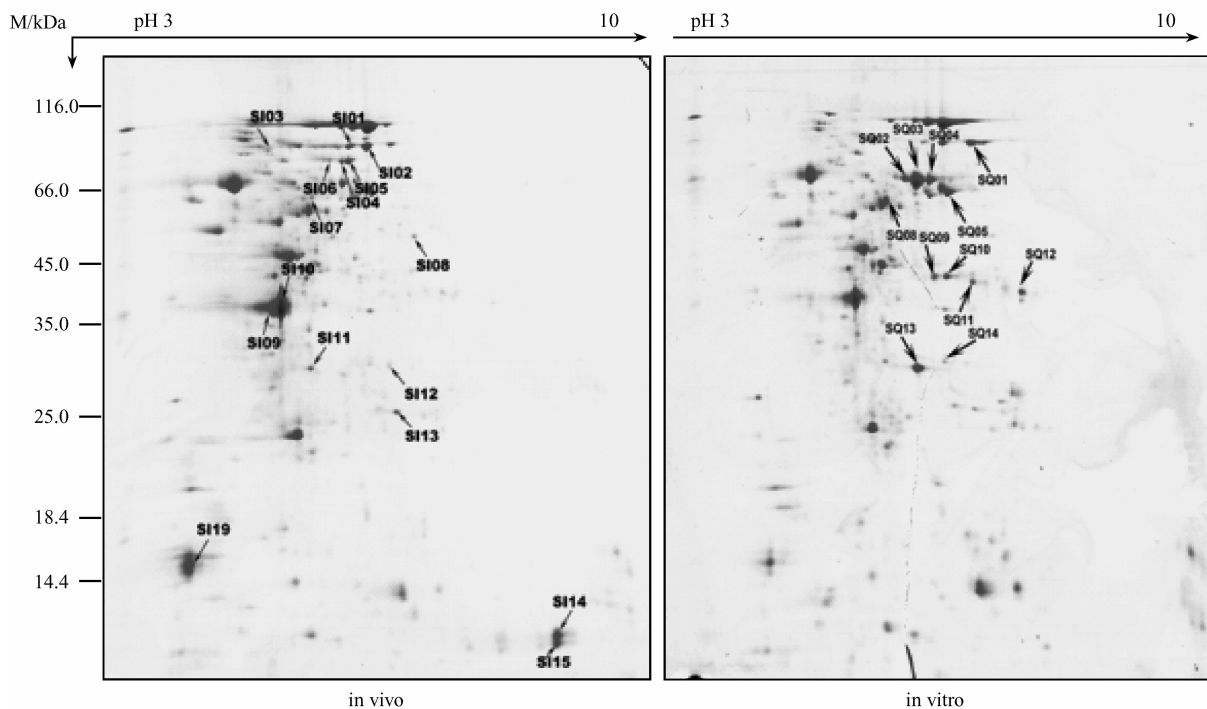 M/kDa pH 3 10 pH 3 10
116.0
66.0
45.0
35.0
25.0
18.4
14.4
SI03 SI01
SI02
SI06 SI05
SI04
SI07
SI08
SI10
SI09
SI11
SI12
SI13
SI19
SI14
SI15
SQ03 SQ04
SQ02
SQ01
SQ08 SQ09 SQ05
SQ10 SQ12
SQ11
SQ13 SQ14
in vivo in vitro